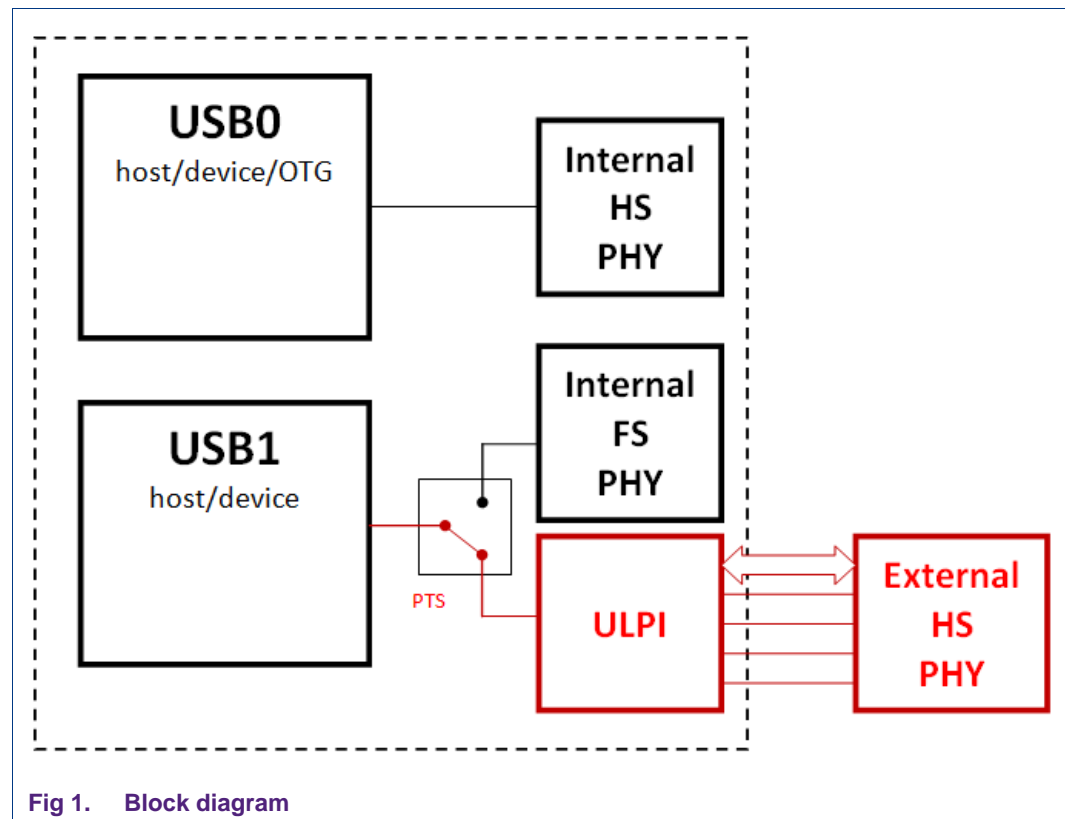 USB0
host/device/OTG
Internal
HS
PHY
USB1
host/device
PTS
Internal
FS
PHY
ULPI
External
HS
PHY
Fig 1. Block diagram